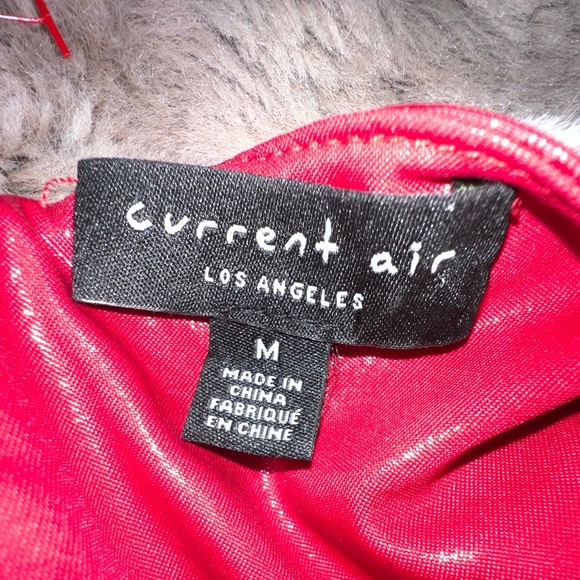 current air
LOS ANGELES
M
MADE IN
CHINA
FABRIQUÉ
EN CHINE